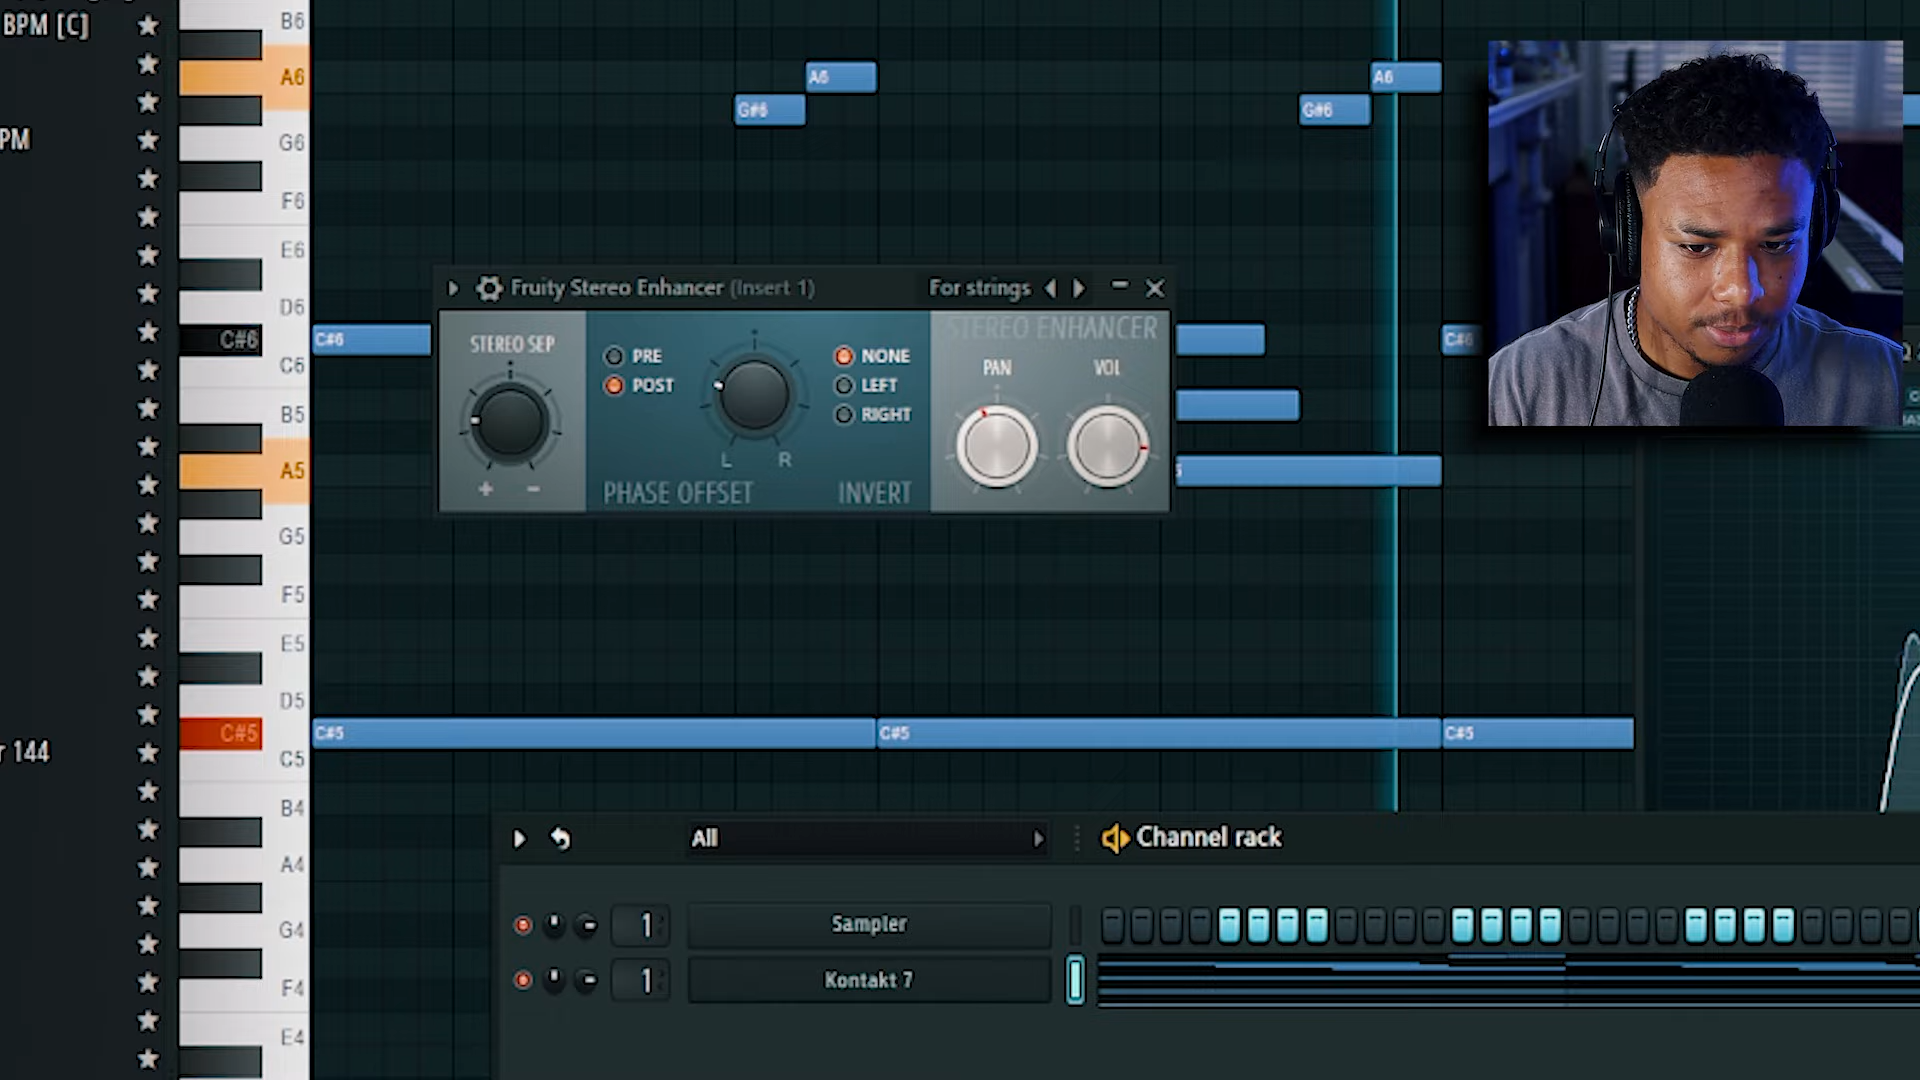 BPM [C]
PM
r 144
B6
A6
G6
F6
E6
D6
C#6
C6
B5
A5
G5
F5
E5
D5
C#5
C5
B4
A4
G4
F4
E4
A6
G#6
A6
G#6
C#6
C#6
C#5
C#5
C#5
Fruity Stereo Enhancer (Insert 1)
For strings
STEREO SEP
+ −
PRE
POST
L R
PHASE OFFSET
NONE
LEFT
RIGHT
INVERT
STEREO ENHANCER
PAN
VOL
All
Channel rack
1
Sampler
1
Kontakt 7